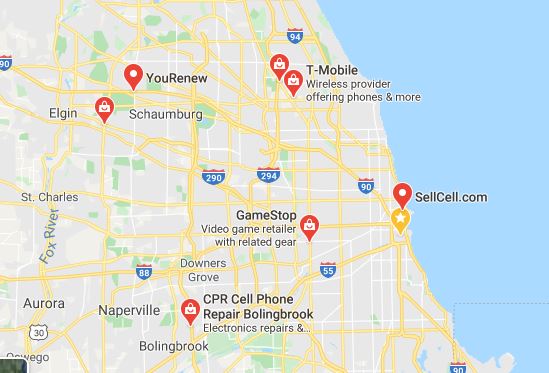 94
90
T-Mobile
Wireless provider
offering phones & more
YouRenew
Elgin
Schaumburg
290
294
90
SellCell.com
St. Charles
GameStop
Video game retailer
with related gear
Fox River
Downers
Grove
88
55
Aurora
Naperville
CPR Cell Phone
Repair Bolingbrook
Electronics repairs &...
30
Bolingbrook
Oswego
90